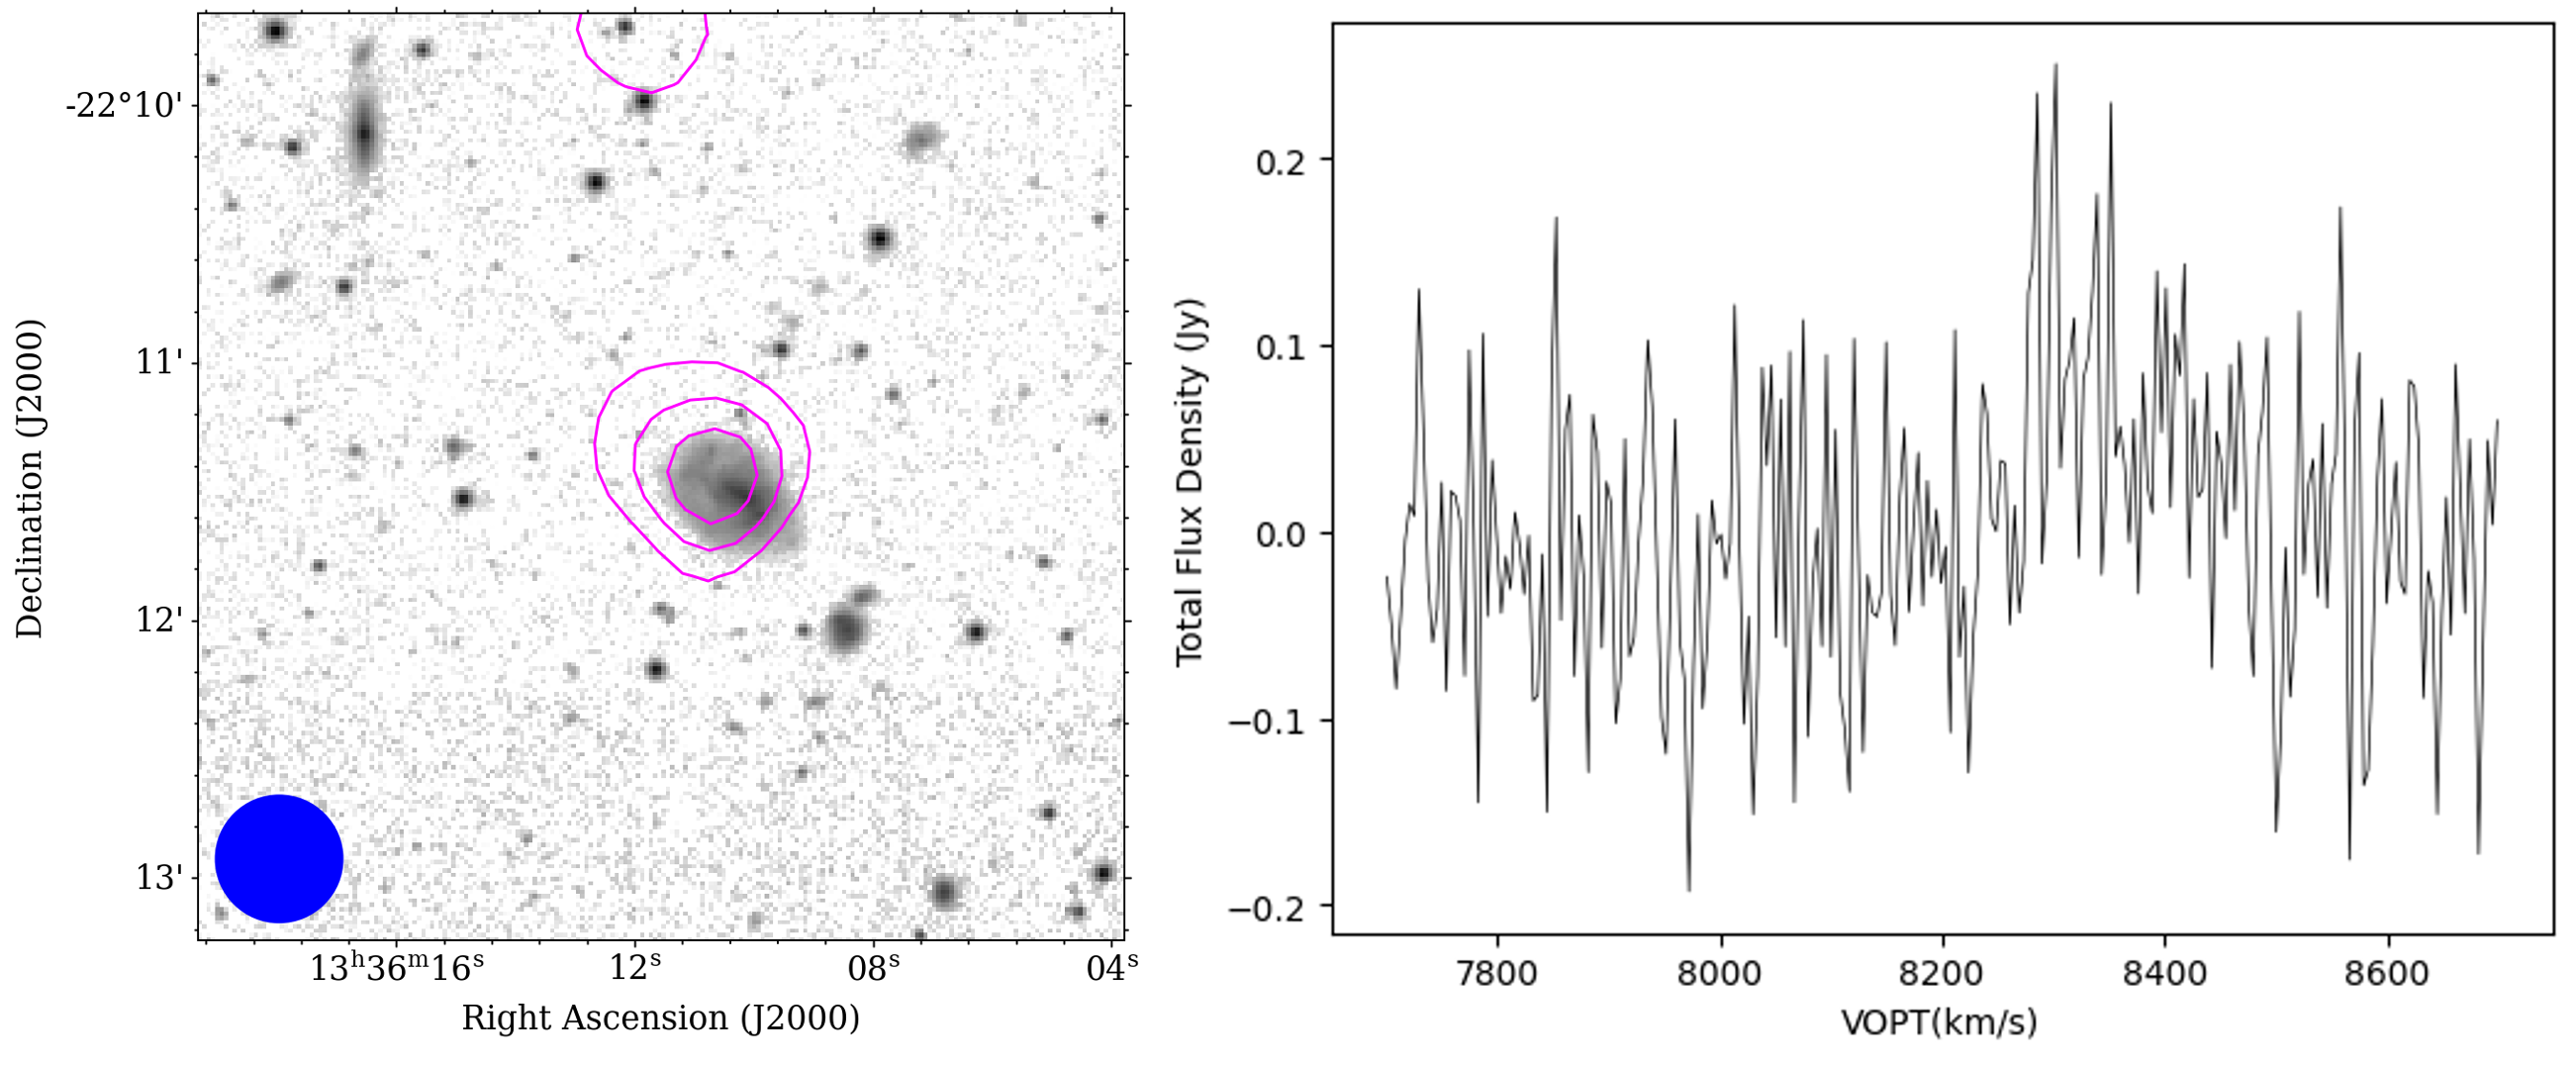 -22°10'
11'
12'
13'
Declination (J2000)
13ʰ36ᵐ16ˢ 12ˢ 08ˢ 04ˢ
Right Ascension (J2000)
0.2
0.1
0.0
−0.1
−0.2
Total Flux Density (Jy)
7800 8000 8200 8400 8600
VOPT(km/s)